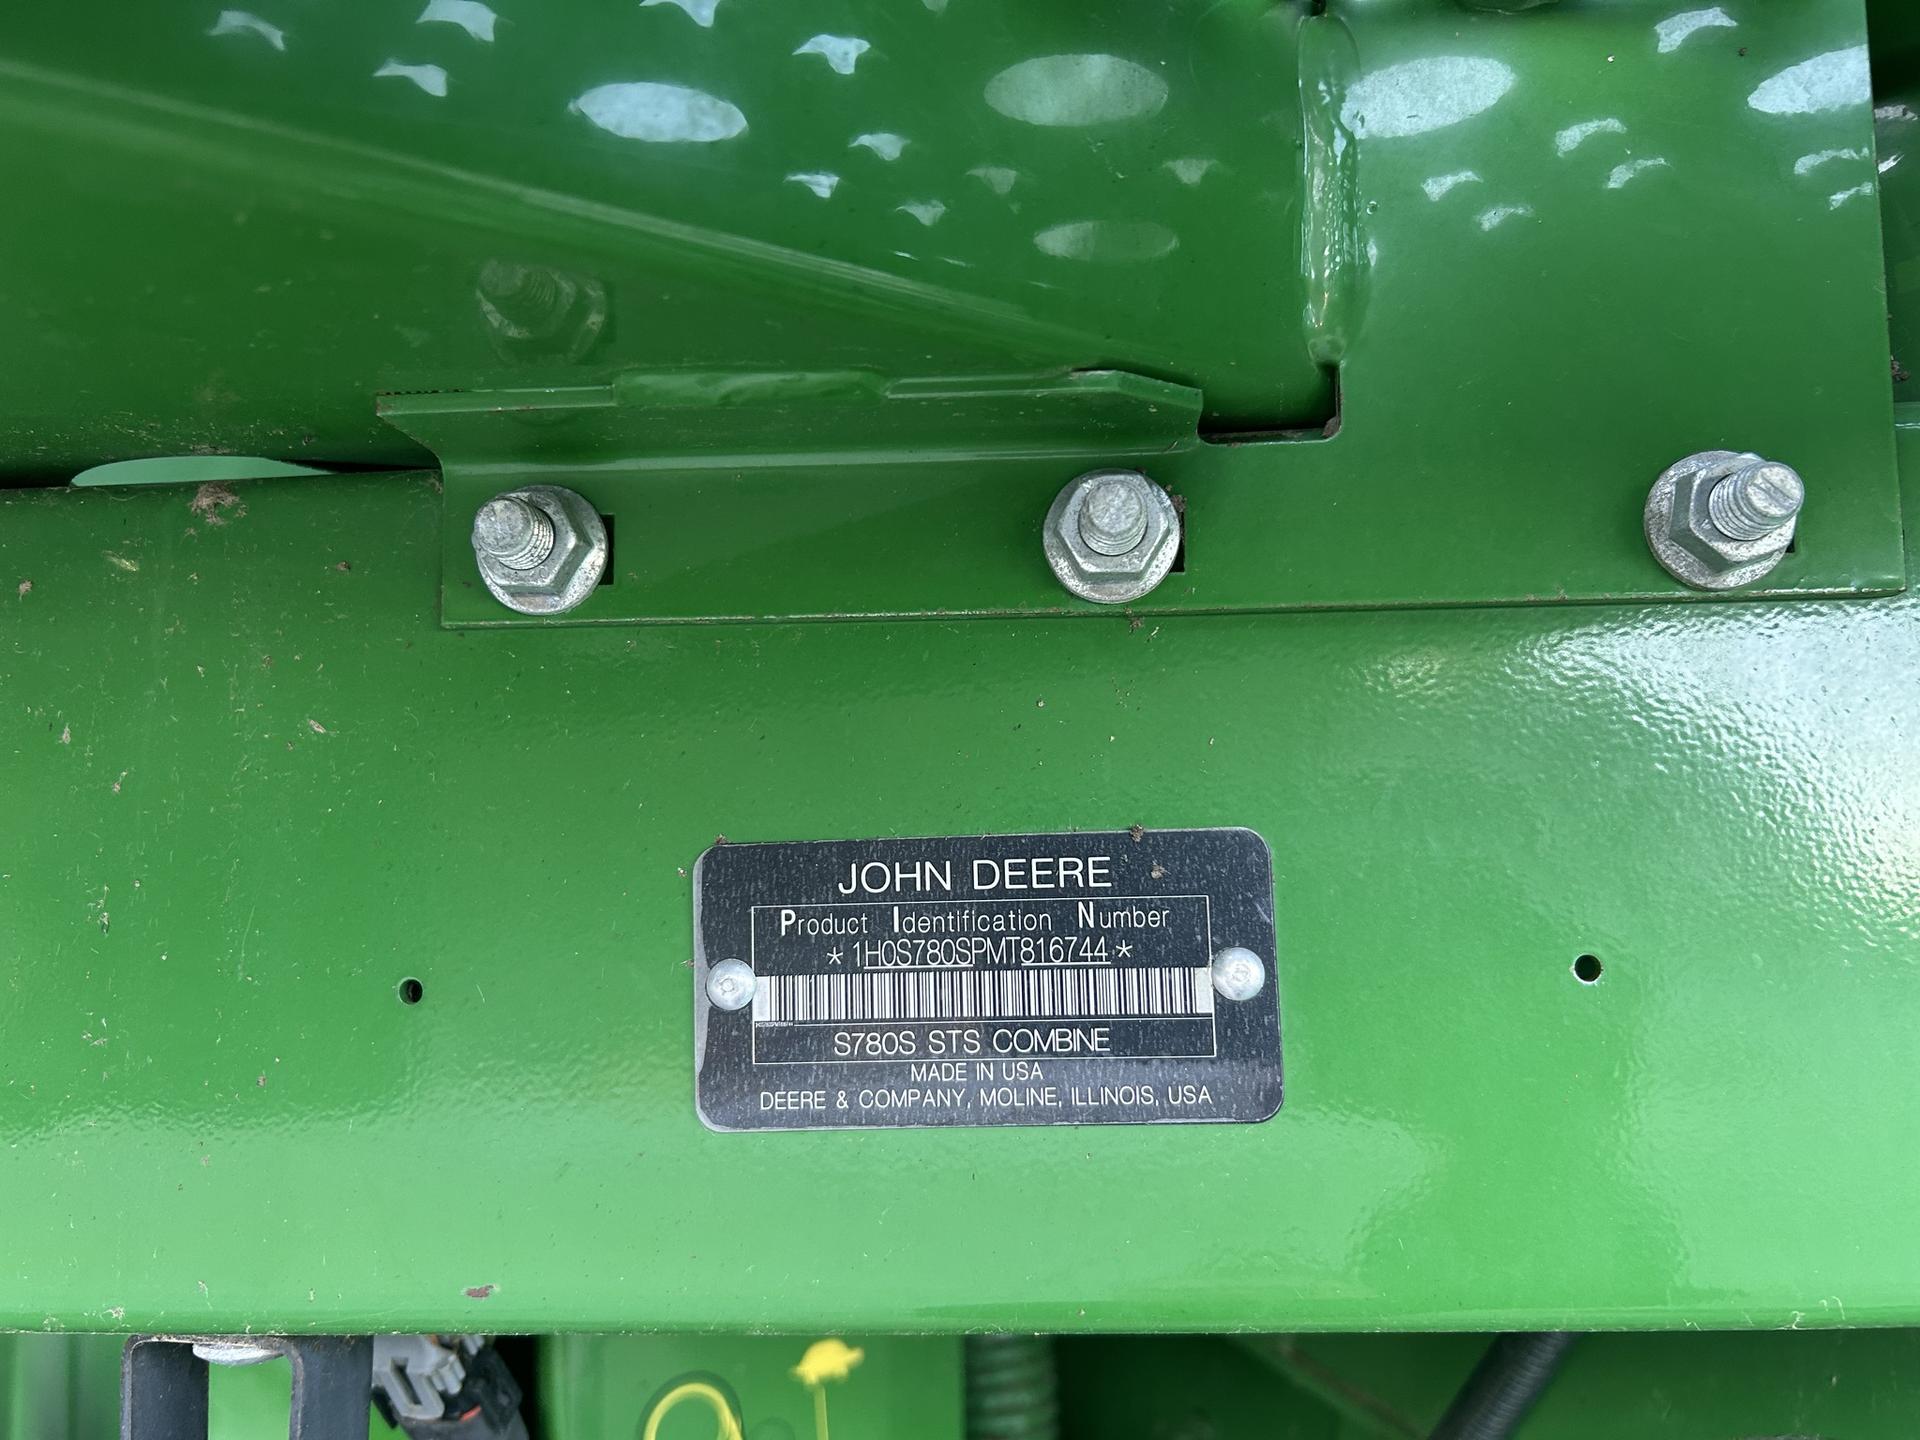 JOHN DEERE
Product Identification Number
*1H0S780SPMT816744*
S780S STS COMBINE
MADE IN USA
DEERE & COMPANY, MOLINE, ILLINOIS, USA